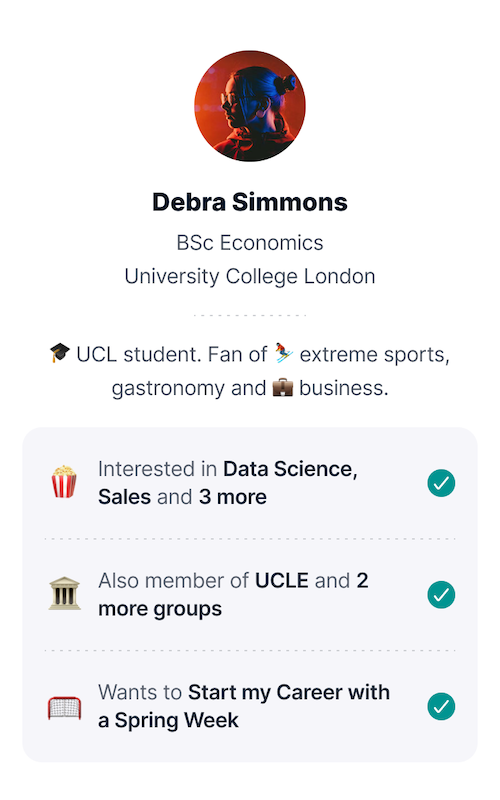 Debra Simmons
BSc Economics
University College London
🎓 UCL student. Fan of ⛷️ extreme sports,
gastronomy and 💼 business.
Interested in Data Science,
Sales and 3 more
Also member of UCLE and 2
more groups
Wants to Start my Career with
a Spring Week